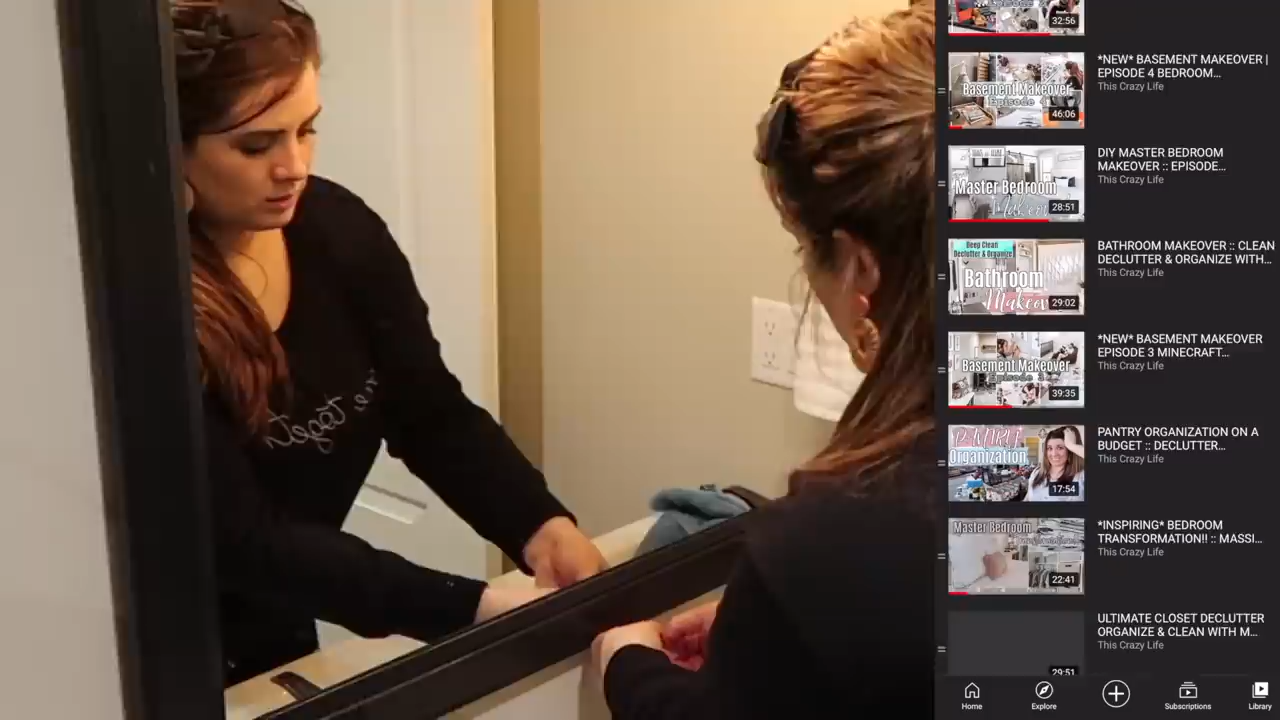 32:56
*NEW* BASEMENT MAKEOVER |
EPISODE 4 BEDROOM...
This Crazy Life
Basement Makeover
Episode 4
46:06
DIY MASTER BEDROOM
MAKEOVER :: EPISODE...
This Crazy Life
Master Bedroom
Makeover
28:51
BATHROOM MAKEOVER :: CLEAN
DECLUTTER & ORGANIZE WITH...
This Crazy Life
Deep Clean
Declutter & Organize
Bathroom
Makeov
29:02
*NEW* BASEMENT MAKEOVER
EPISODE 3 MINECRAFT...
This Crazy Life
Basement Makeover
Episode 3
39:35
PANTRY ORGANIZATION ON A
BUDGET :: DECLUTTER...
This Crazy Life
PANTRY
Organization
17:54
*INSPIRING* BEDROOM
TRANSFORMATION!! :: MASSI...
This Crazy Life
Master Bedroom
22:41
ULTIMATE CLOSET DECLUTTER
ORGANIZE & CLEAN WITH M...
This Crazy Life
29:51
Home
Explore
Subscriptions
Library